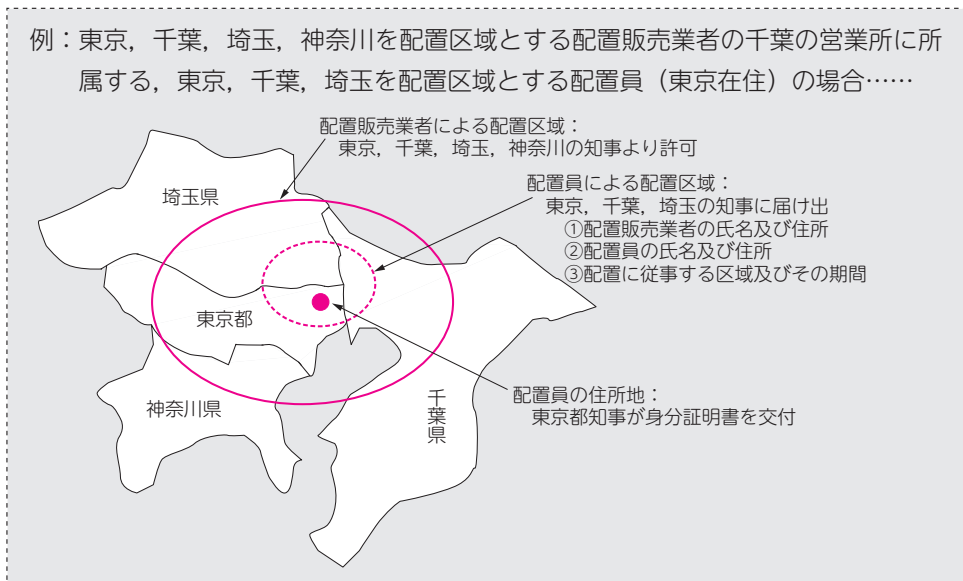 例：東京，千葉，埼玉，神奈川を配置区域とする配置販売業者の千葉の営業所に所
属する，東京，千葉，埼玉を配置区域とする配置員（東京在住）の場合……
配置販売業者による配置区域：
東京，千葉，埼玉，神奈川の知事より許可
配置員による配置区域：
東京，千葉，埼玉の知事に届け出
①配置販売業者の氏名及び住所
②配置員の氏名及び住所
③配置に従事する区域及びその期間
埼玉県
東京都
神奈川県
千葉県
配置員の住所地：
東京都知事が身分証明書を交付